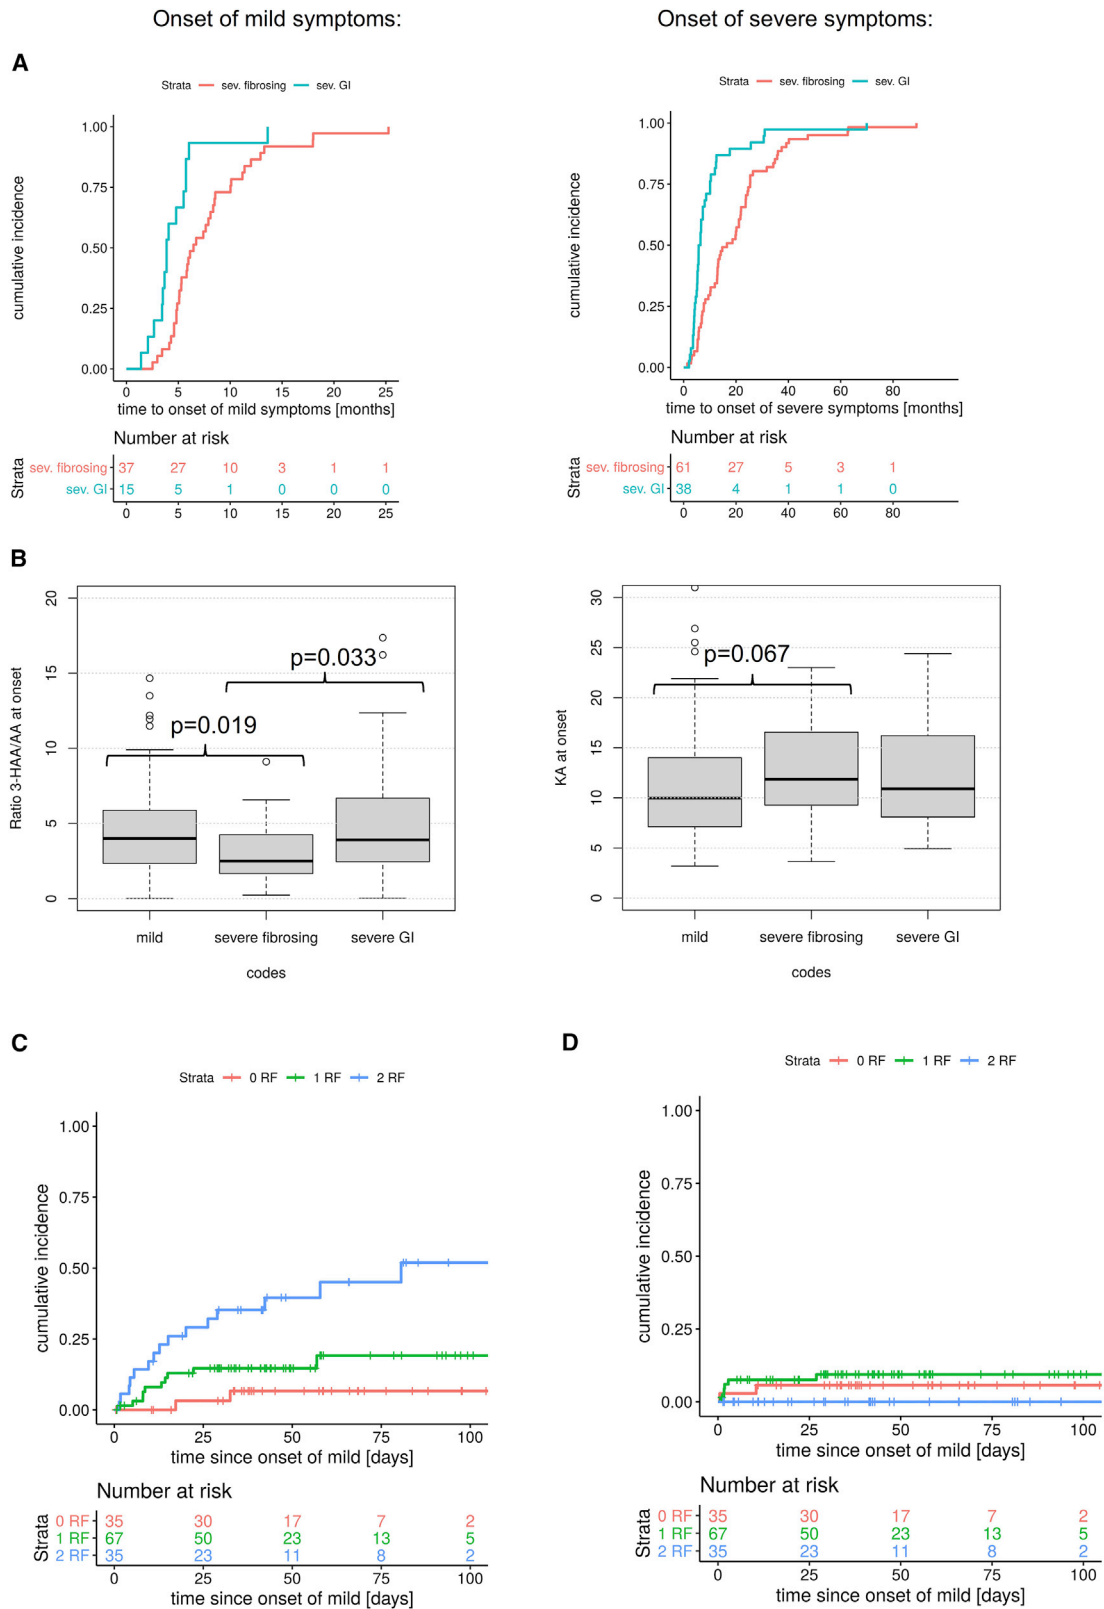 Onset of mild symptoms:
Onset of severe symptoms:
A
Strata sev. fibrosing sev. GI
cumulative incidence
1.00
0.75
0.50
0.25
0.00
0 5 10 15 20 25
time to onset of mild symptoms [months]
Number at risk
Strata
sev. fibrosing 37 27 10 3 1 1
sev. GI 15 5 1 0 0 0
0 5 10 15 20 25
Strata sev. fibrosing sev. GI
cumulative incidence
1.00
0.75
0.50
0.25
0.00
0 20 40 60 80
time to onset of severe symptoms [months]
Number at risk
Strata
sev. fibrosing 61 27 5 3 1
sev. GI 38 4 1 1 0
0 20 40 60 80
B
Ratio 3-HAA/AA at onset
20
15
10
5
0
p=0.033
p=0.019
mild severe fibrosing severe GI
codes
KA at onset
30
25
20
15
10
5
0
p=0.067
mild severe fibrosing severe GI
codes
C
Strata 0 RF 1 RF 2 RF
cumulative incidence
1.00
0.75
0.50
0.25
0.00
0 25 50 75 100
time since onset of mild [days]
Number at risk
Strata
0 RF 35 30 17 7 2
1 RF 67 50 23 13 5
2 RF 35 23 11 8 2
0 25 50 75 100
time since onset of mild [days]
D
Strata 0 RF 1 RF 2 RF
cumulative incidence
1.00
0.75
0.50
0.25
0.00
0 25 50 75 100
time since onset of mild [days]
Number at risk
Strata
0 RF 35 30 17 7 2
1 RF 67 50 23 13 5
2 RF 35 23 11 8 2
0 25 50 75 100
time since onset of mild [days]